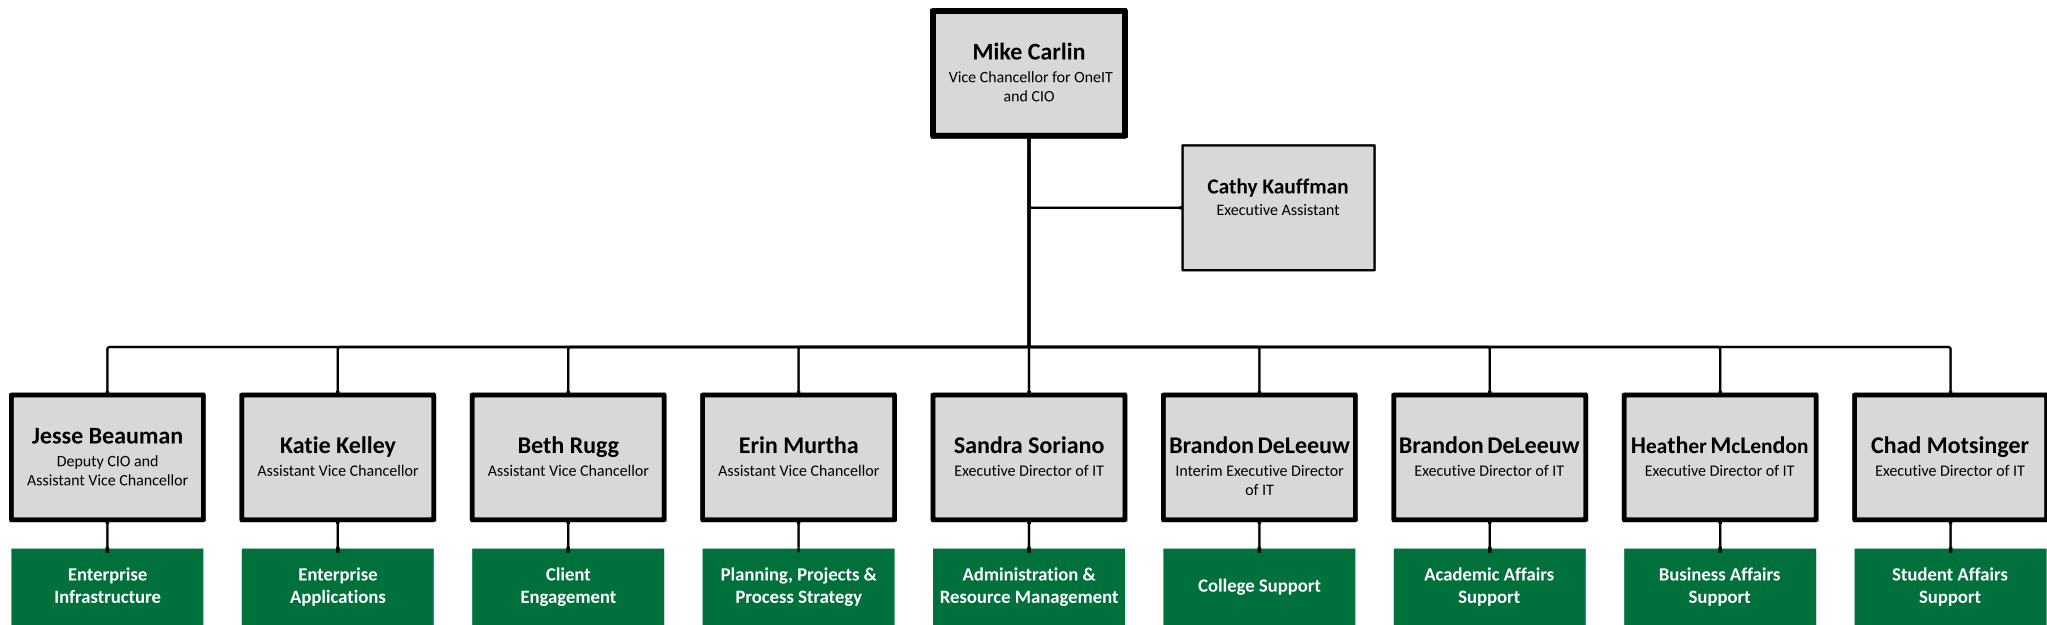 Mike Carlin
Vice Chancellor for OneIT
and CIO
Cathy Kauffman
Executive Assistant
Jesse Beauman
Deputy CIO and
Assistant Vice Chancellor
Katie Kelley
Assistant Vice Chancellor
Beth Rugg
Assistant Vice Chancellor
Erin Murtha
Assistant Vice Chancellor
Sandra Soriano
Executive Director of IT
Brandon DeLeeuw
Interim Executive Director
of IT
Brandon DeLeeuw
Executive Director of IT
Heather McLendon
Executive Director of IT
Chad Motsinger
Executive Director of IT
Enterprise
Infrastructure
Enterprise
Applications
Client
Engagement
Planning, Projects &
Process Strategy
Administration &
Resource Management
College Support
Academic Affairs
Support
Business Affairs
Support
Student Affairs
Support